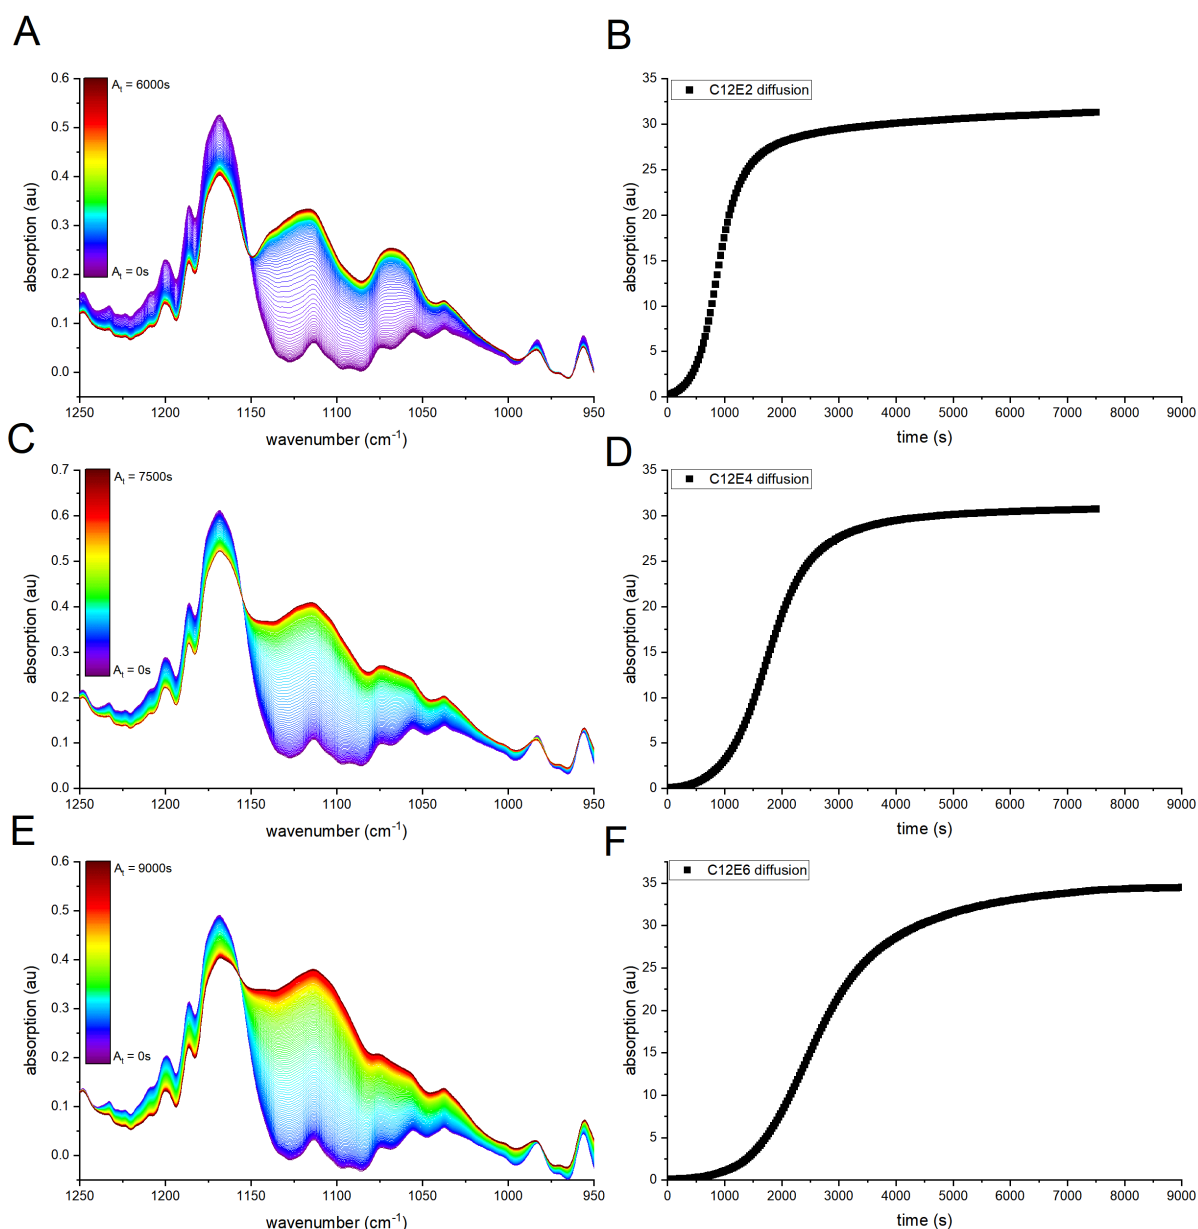 A
0.6
0.5
0.4
0.3
0.2
0.1
0.0
absorption (au)
Aₜ = 6000s
Aₜ = 0s
1250 1200 1150 1100 1050 1000 950
wavenumber (cm⁻¹)
B
35
30
25
20
15
10
5
0
absorption (au)
C12E2 diffusion
0 1000 2000 3000 4000 5000 6000 7000 8000 9000
time (s)
C
0.7
0.6
0.5
0.4
0.3
0.2
0.1
0.0
absorption (au)
Aₜ = 7500s
Aₜ = 0s
1250 1200 1150 1100 1050 1000 950
wavenumber (cm⁻¹)
D
35
30
25
20
15
10
5
0
absorption (au)
C12E4 diffusion
0 1000 2000 3000 4000 5000 6000 7000 8000 9000
time (s)
E
0.6
0.5
0.4
0.3
0.2
0.1
0.0
absorption (au)
Aₜ = 9000s
Aₜ = 0s
1250 1200 1150 1100 1050 1000 950
wavenumber (cm⁻¹)
F
35
30
25
20
15
10
5
0
absorption (au)
C12E6 diffusion
0 1000 2000 3000 4000 5000 6000 7000 8000 9000
time (s)